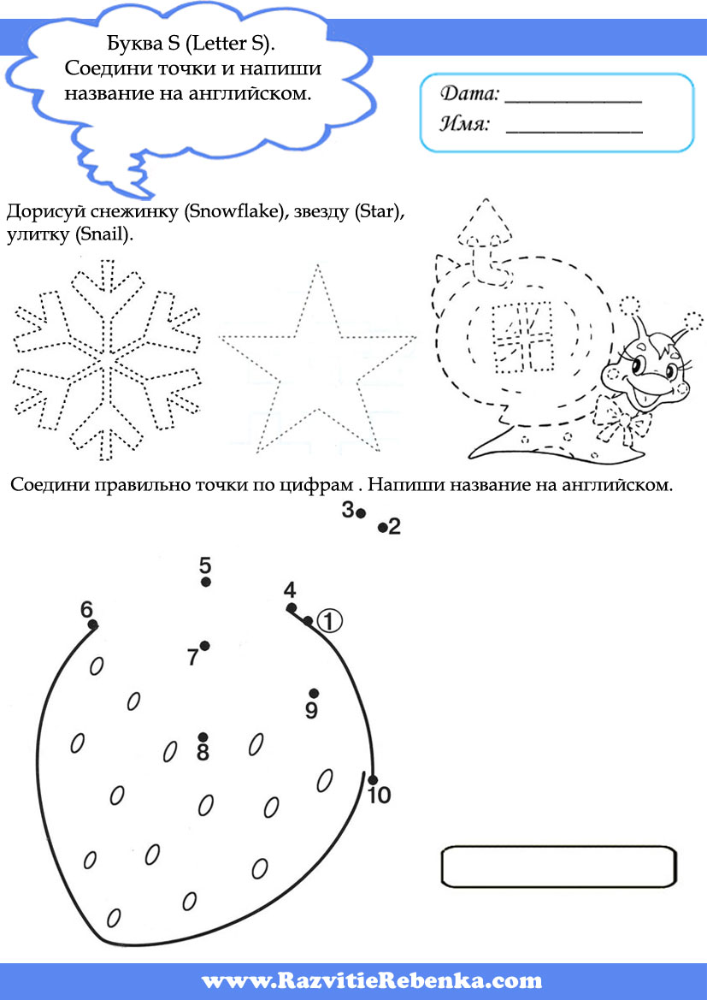 Буква S (Letter S).
Соедини точки и напиши
название на английском.
Дата: ____________
Имя: ____________
Дорисуй снежинку (Snowflake), звезду (Star),
улитку (Snail).
Соедини правильно точки по цифрам . Напиши название на английском.
3
2
5
4
6
1
7
9
8
10
www.RazvitieRebenka.com